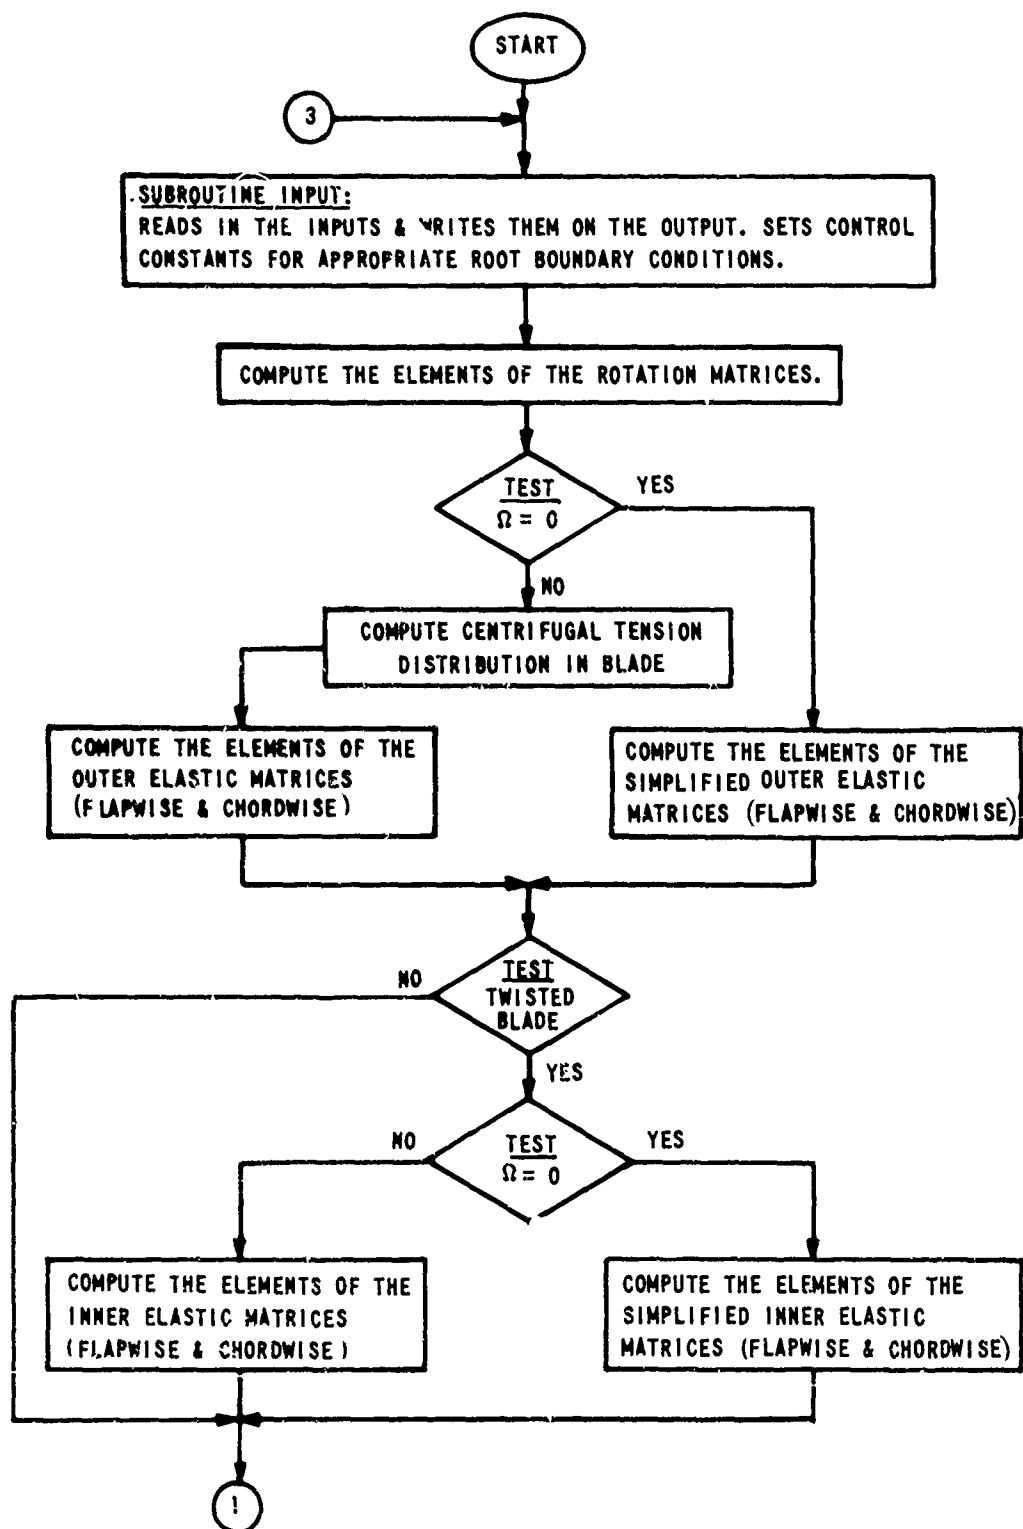 START
3
SUBROUTINE INPUT:
READS IN THE INPUTS & WRITES THEM ON THE OUTPUT. SETS CONTROL
CONSTANTS FOR APPROPRIATE ROOT BOUNDARY CONDITIONS.
COMPUTE THE ELEMENTS OF THE ROTATION MATRICES.
TEST
Ω = 0
YES
NO
COMPUTE CENTRIFUGAL TENSION
DISTRIBUTION IN BLADE
COMPUTE THE ELEMENTS OF THE
OUTER ELASTIC MATRICES
(FLAPWISE & CHORDWISE)
COMPUTE THE ELEMENTS OF THE
SIMPLIFIED OUTER ELASTIC
MATRICES (FLAPWISE & CHORDWISE)
NO
TEST
TWISTED
BLADE
YES
NO
TEST
Ω = 0
YES
COMPUTE THE ELEMENTS OF THE
INNER ELASTIC MATRICES
(FLAPWISE & CHORDWISE)
COMPUTE THE ELEMENTS OF THE
SIMPLIFIED INNER ELASTIC
MATRICES (FLAPWISE & CHORDWISE)
1